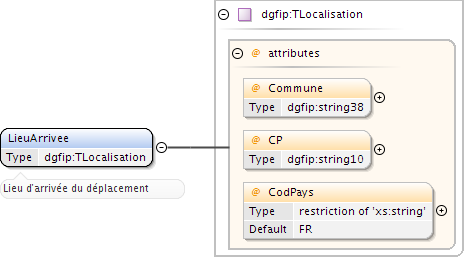 dgfip:TLocalisation
@ attributes
@ Commune
Type dgfip:string38
@ CP
Type dgfip:string10
@ CodPays
Type restriction of 'xs:string'
Default FR
LieuArrivee
Type dgfip:TLocalisation
Lieu d'arrivée du déplacement